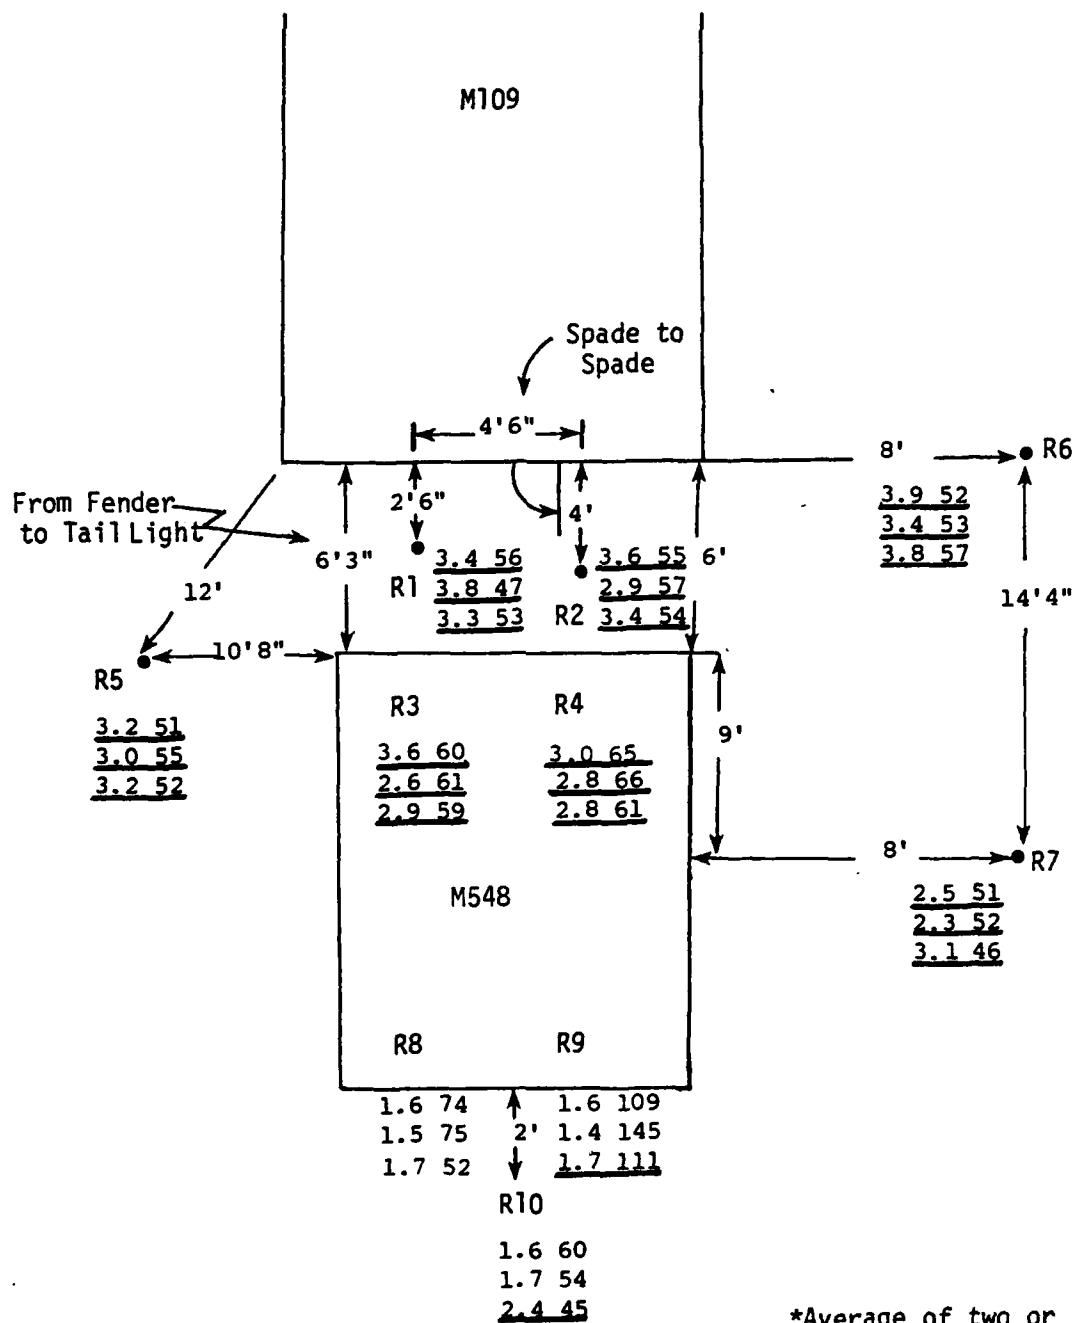 M109
Spade to
Spade
4'6"
8'
R6
3.9 52
3.4 53
3.8 57
From Fender
to Tail Light
2'6"
4'
6'3"
6'
R1
3.4 56
3.8 47
3.3 53
R2
3.6 55
2.9 57
3.4 54
12'
14'4"
10'8"
R5
3.2 51
3.0 55
3.2 52
R3
3.6 60
2.6 61
2.9 59
R4
3.0 65
2.8 66
2.8 61
9'
8'
R7
2.5 51
2.3 52
3.1 46
M548
R8
R9
1.6 74
1.5 75
1.7 52
2'
1.6 109
1.4 145
1.7 111
R10
1.6 60
1.7 54
2.4 45
*Average of two or